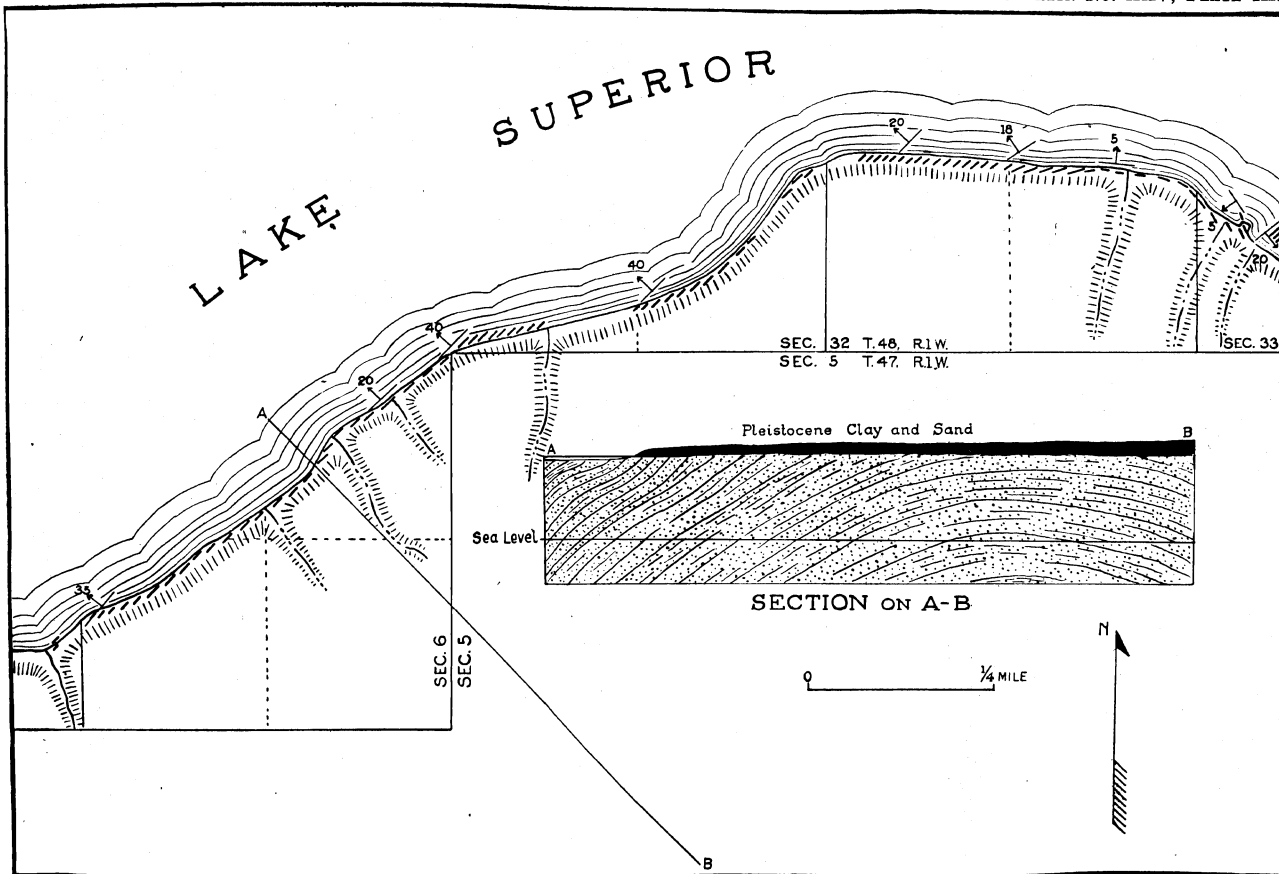 LAKE SUPERIOR
20
18
5
5
20
40
40
20
A
35
SEC. 32 T.48, R.1W.
SEC. 33
SEC. 5 T.47, R.1W.
SEC. 6
SEC. 5
Pleistocene Clay and Sand
A
B
Sea Level
SECTION ON A-B
N
0 ¼ MILE
B